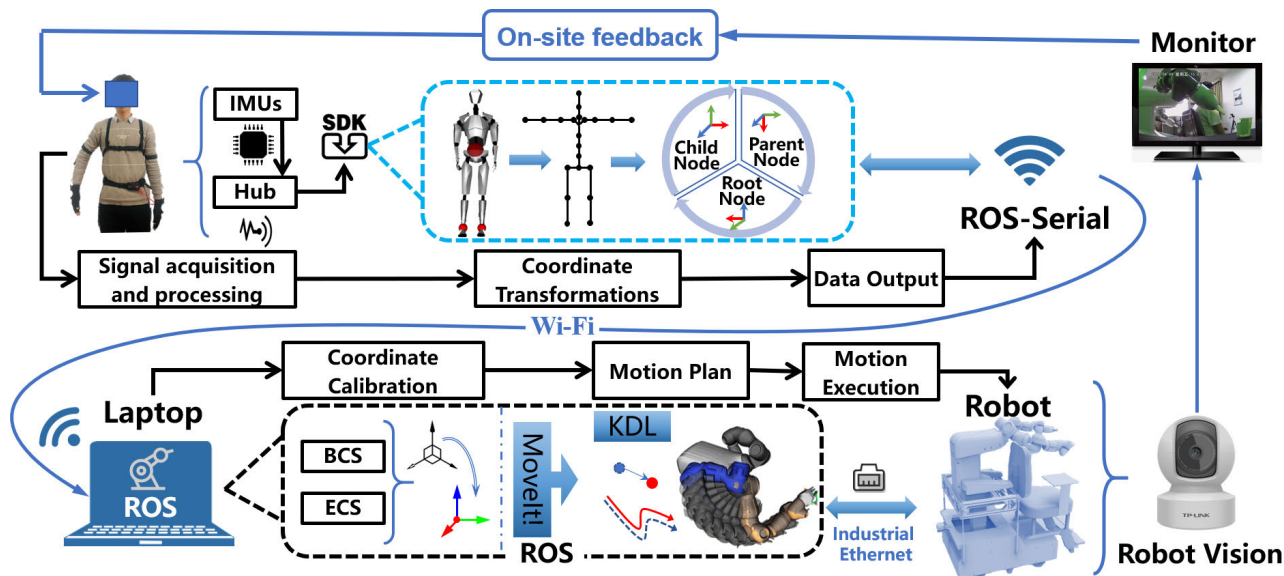 On-site feedback
Monitor
IMUs
SDK
Hub
Child
Node
Parent
Node
Root
Node
ROS-Serial
Signal acquisition
and processing
Coordinate
Transformations
Data Output
Wi-Fi
Coordinate
Calibration
Motion Plan
Motion
Execution
Laptop
Robot
ROS
BCS
ECS
MoveIt!
KDL
ROS
Industrial
Ethernet
TP-LINK
Robot Vision